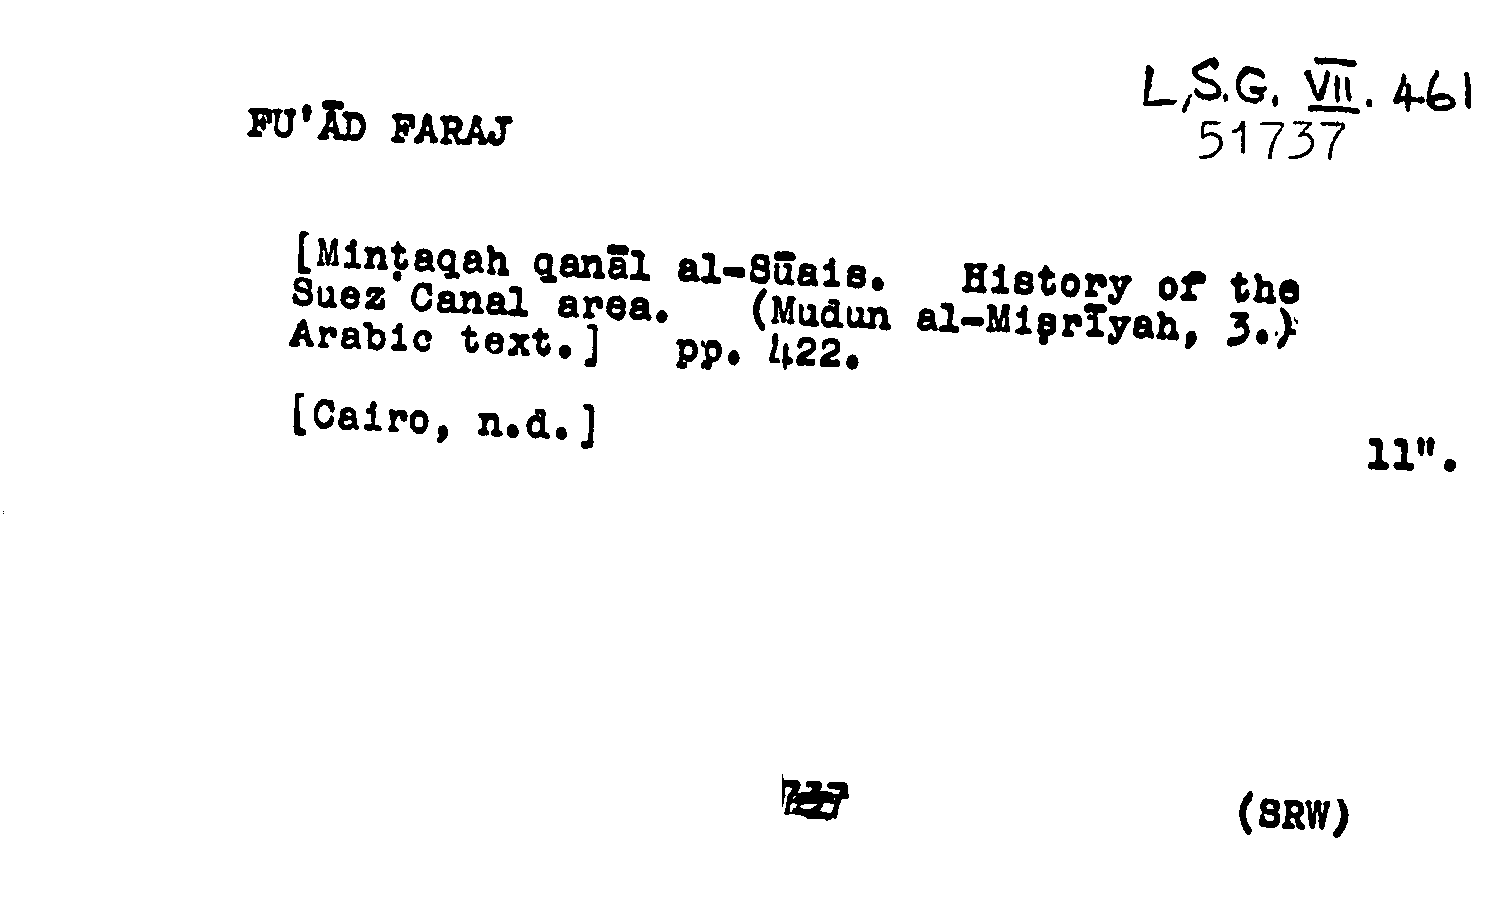 L,S.G. VII. 461
51737
FU'ĀD FARAJ
[Minṭaqah qanāl al-Sūais. History of the
Suez Canal area. (Mudun al-Miṣrīyah, 3.)
Arabic text.] pp. 422.
[Cairo, n.d.]
11".
(SRW)